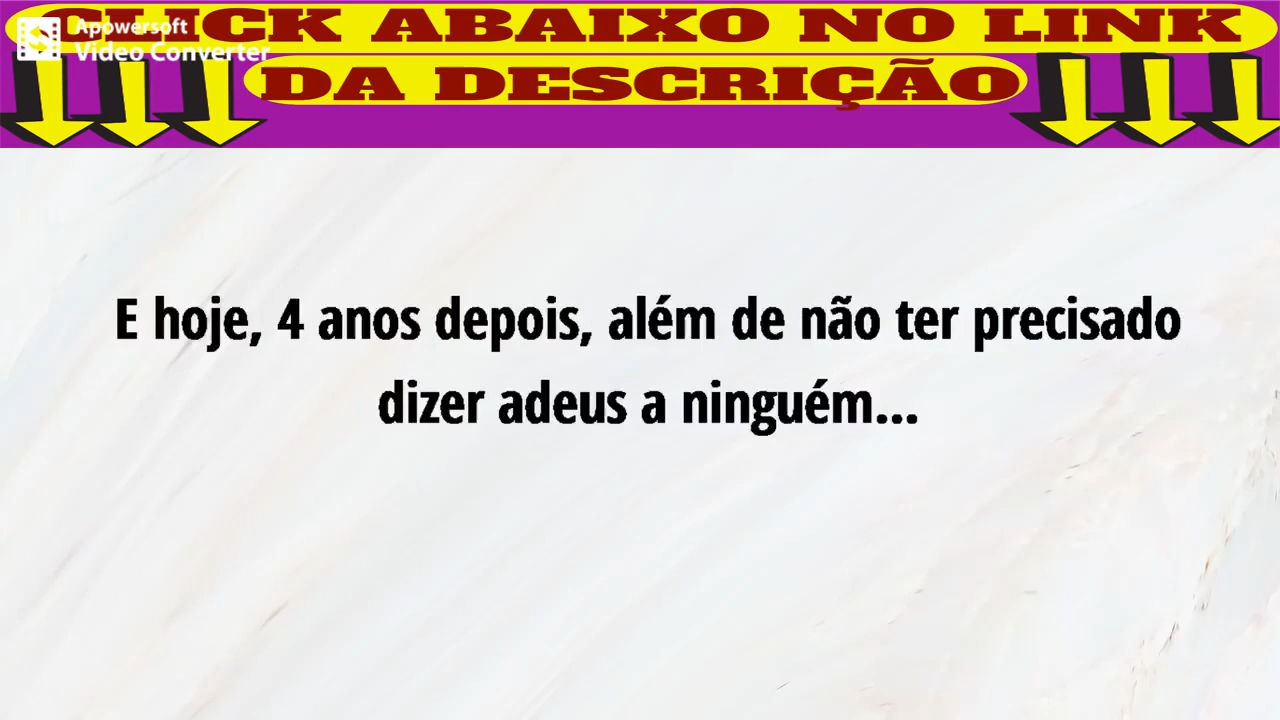 CLICK ABAIXO NO LINK
DA DESCRIÇÃO
Apowersoft
Video Converter
E hoje, 4 anos depois, além de não ter precisado
dizer adeus a ninguém...